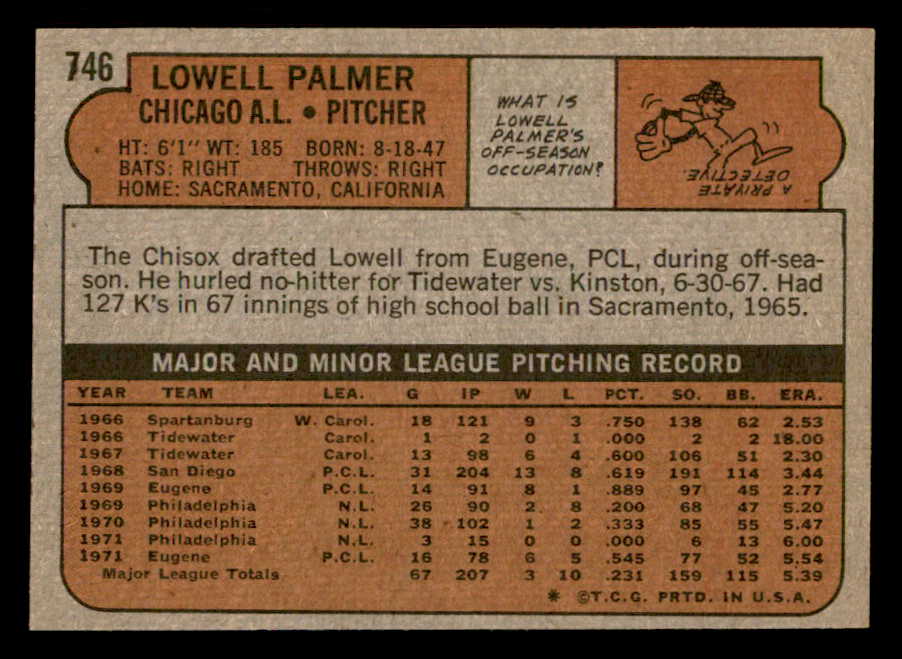 746
LOWELL PALMER
CHICAGO A.L. • PITCHER
HT: 6'1" WT: 185 BORN: 8-18-47
BATS: RIGHT THROWS: RIGHT
HOME: SACRAMENTO, CALIFORNIA
WHAT IS
LOWELL
PALMER'S
OFF-SEASON
OCCUPATION?
A PRIVATE
DETECTIVE.
The Chisox drafted Lowell from Eugene, PCL, during off-sea-
son. He hurled no-hitter for Tidewater vs. Kinston, 6-30-67. Had
127 K's in 67 innings of high school ball in Sacramento, 1965.
MAJOR AND MINOR LEAGUE PITCHING RECORD
YEAR TEAM LEA. G IP W L PCT. SO. BB. ERA.
1966 Spartanburg W. Carol. 18 121 9 3 .750 138 62 2.53
1966 Tidewater Carol. 1 2 0 1 .000 2 2 18.00
1967 Tidewater Carol. 13 98 6 4 .600 106 51 2.30
1968 San Diego P.C.L. 31 204 13 8 .619 191 114 3.44
1969 Eugene P.C.L. 14 91 8 1 .889 97 45 2.77
1969 Philadelphia N.L. 26 90 2 8 .200 68 47 5.20
1970 Philadelphia N.L. 38 102 1 2 .333 85 55 5.47
1971 Philadelphia N.L. 3 15 0 0 .000 6 13 6.00
1971 Eugene P.C.L. 16 78 6 5 .545 77 52 5.54
Major League Totals 67 207 3 10 .231 159 115 5.39
* ©T.C.G. PRTD. IN U.S.A.